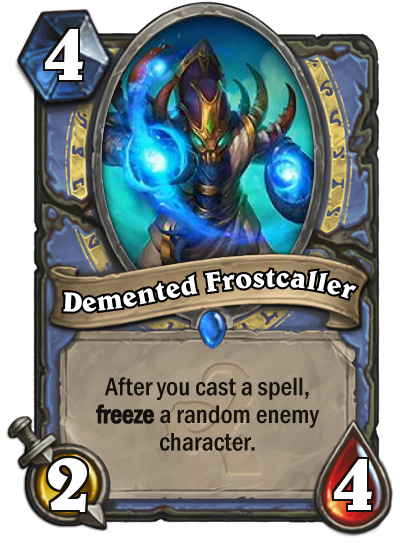 4
Demented Frostcaller
After you cast a spell,
freeze a random enemy
character.
2
4